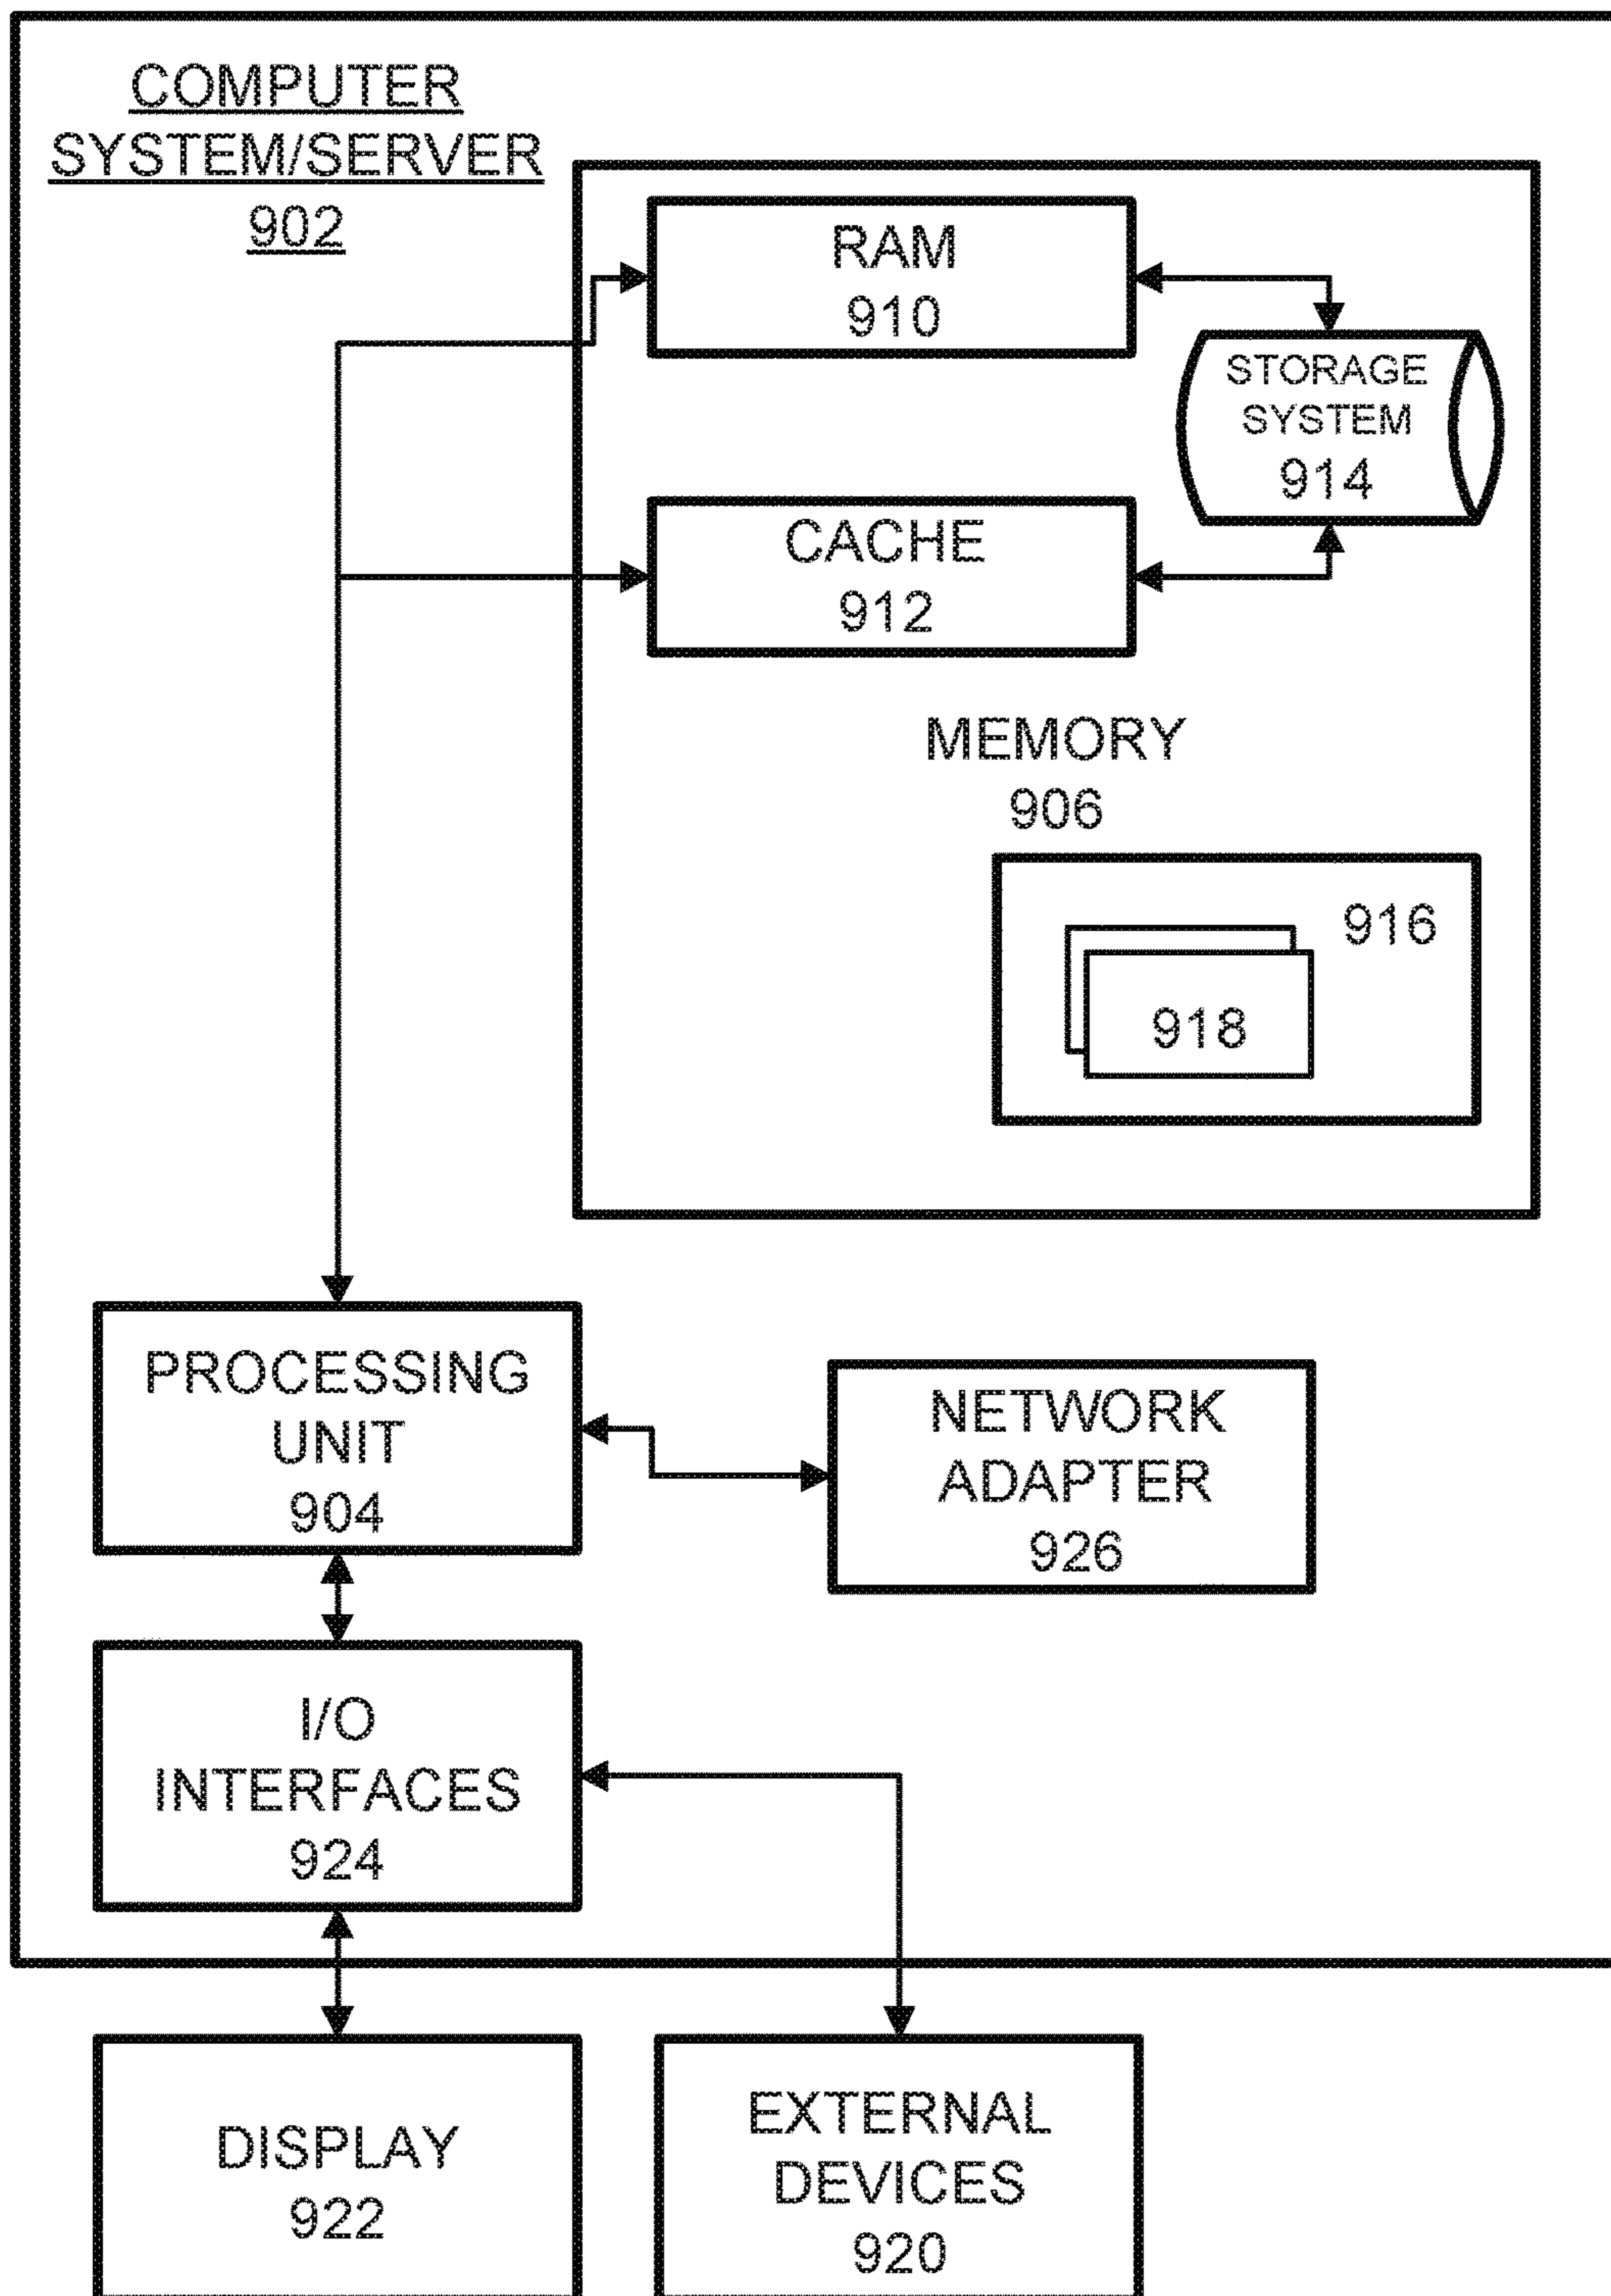 COMPUTER
SYSTEM/SERVER
902
RAM
910
STORAGE
SYSTEM
914
CACHE
912
MEMORY
906
916
918
PROCESSING
UNIT
904
NETWORK
ADAPTER
926
I/O
INTERFACES
924
DISPLAY
922
EXTERNAL
DEVICES
920